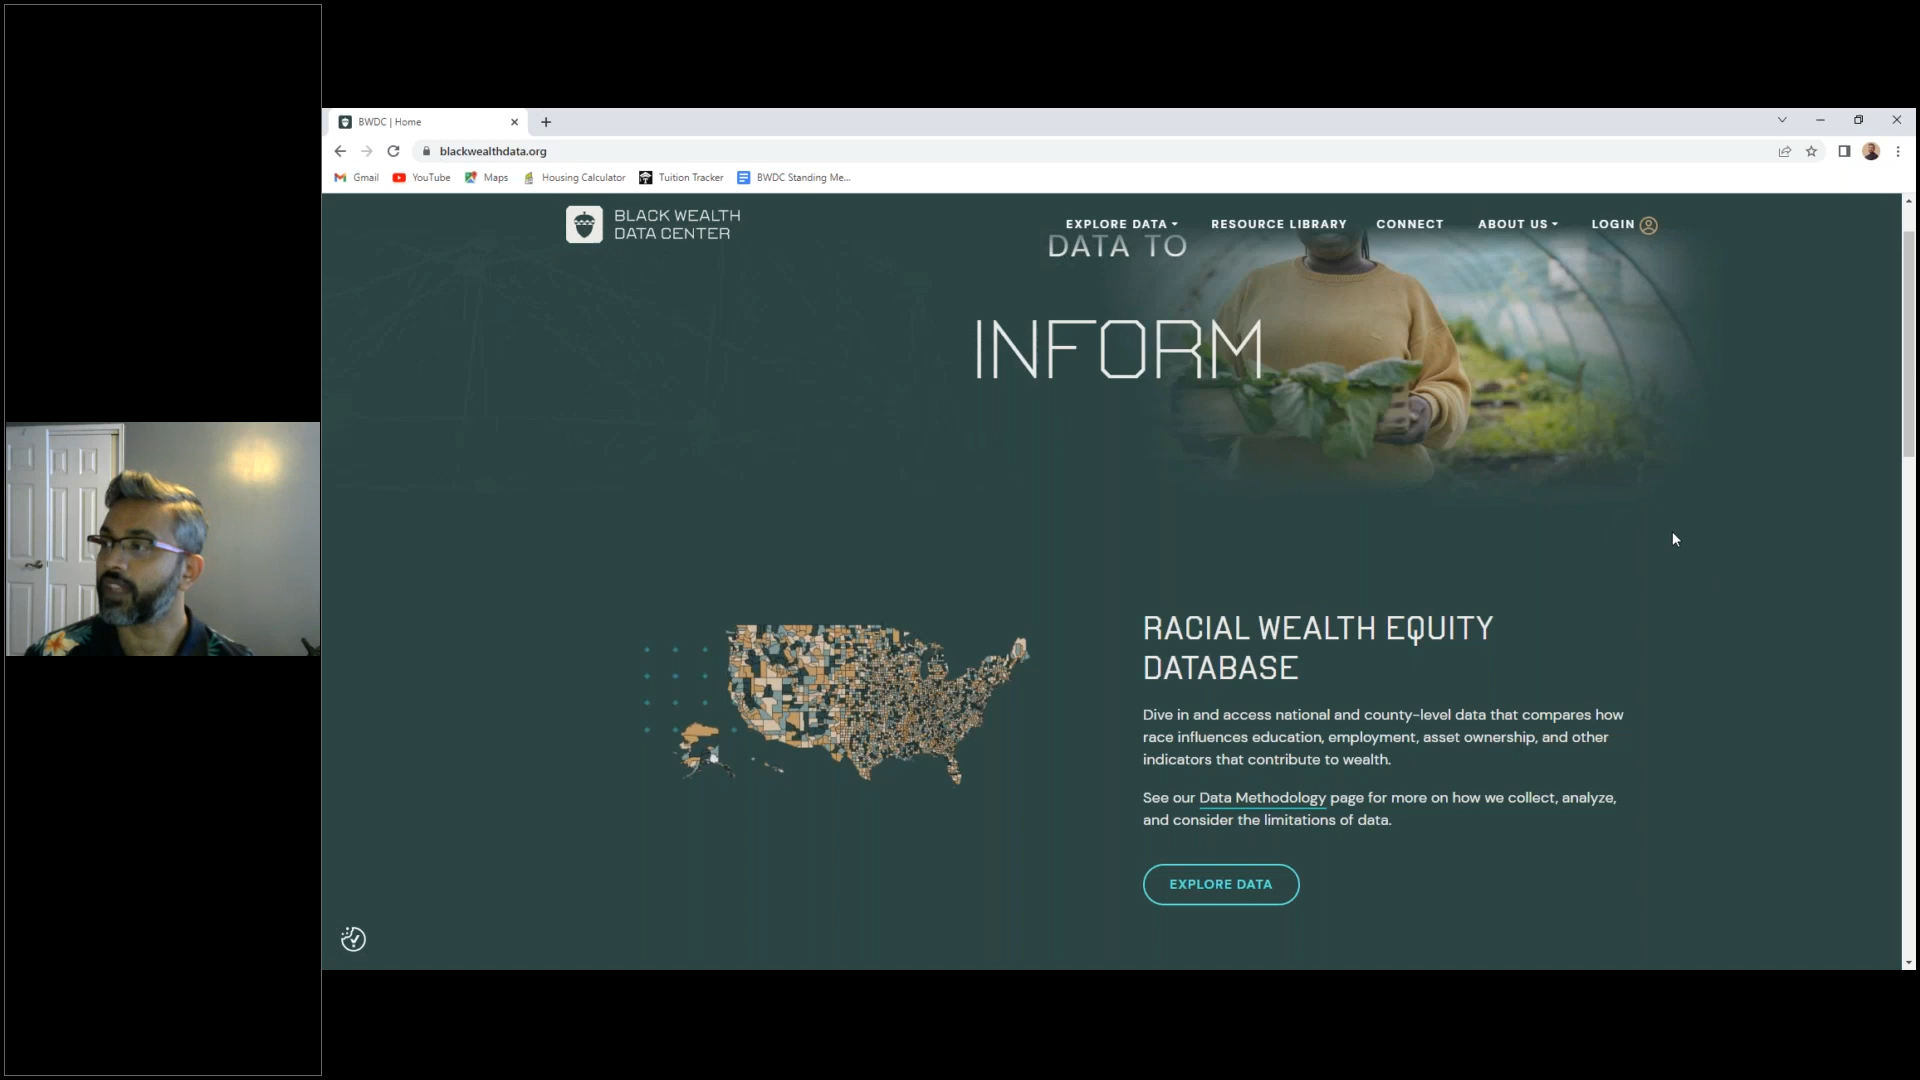 BWDC | Home
blackwealthdata.org
Gmail
YouTube
Maps
Housing Calculator
Tuition Tracker
BWDC Standing Me...
BLACK WEALTH
DATA CENTER
EXPLORE DATA
RESOURCE LIBRARY
CONNECT
ABOUT US
LOGIN
DATA TO
INFORM
RACIAL WEALTH EQUITY
DATABASE
Dive in and access national and county-level data that compares how
race influences education, employment, asset ownership, and other
indicators that contribute to wealth.
See our Data Methodology page for more on how we collect, analyze,
and consider the limitations of data.
EXPLORE DATA